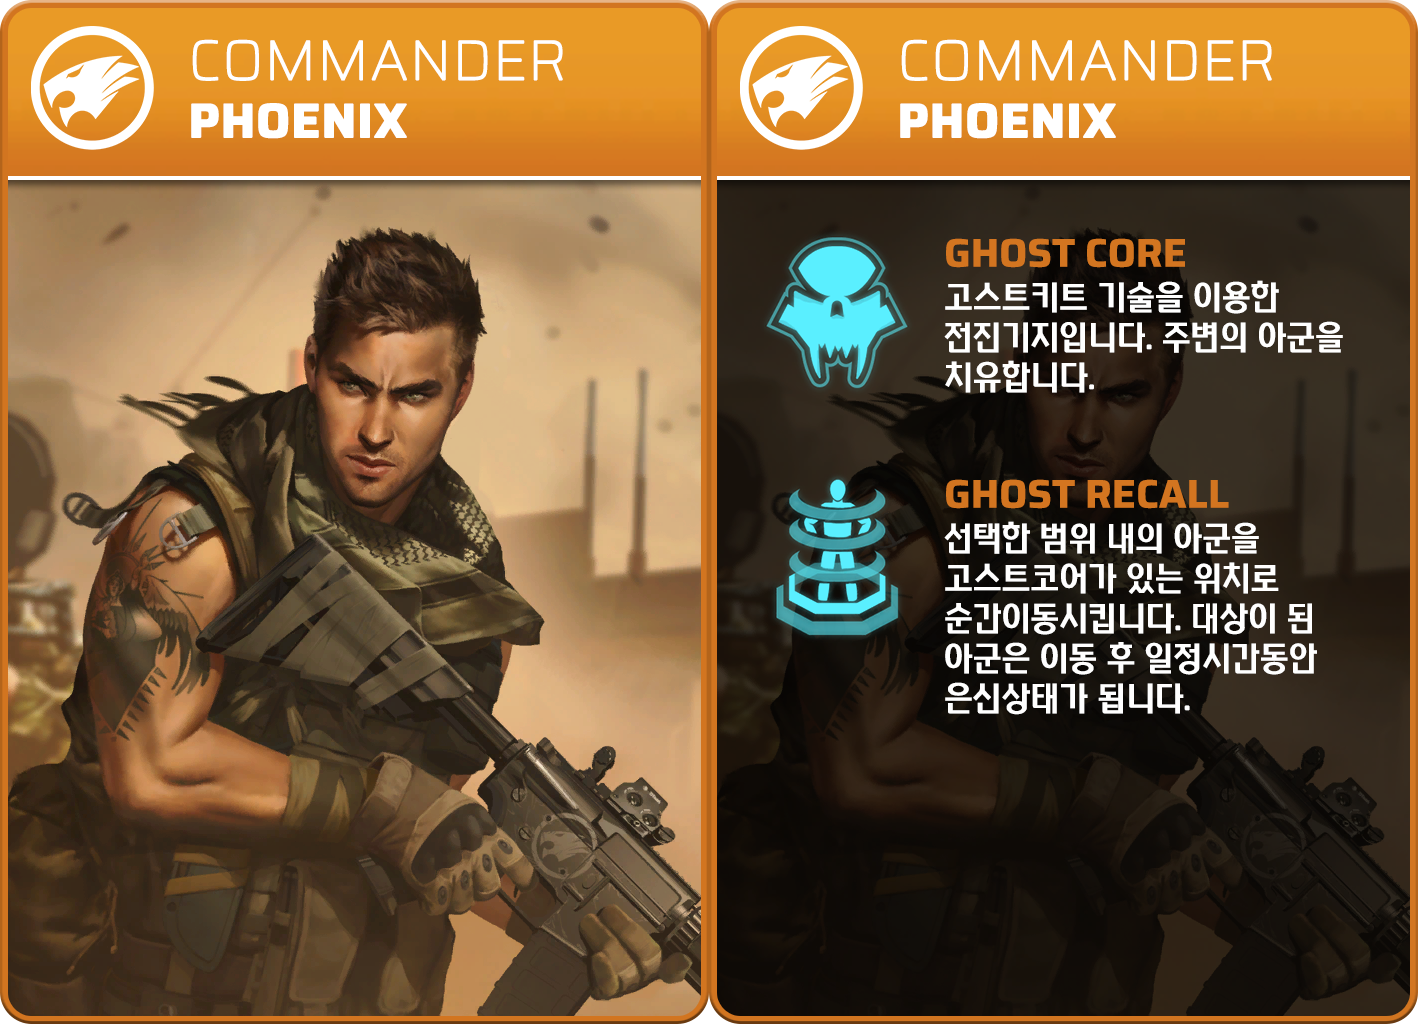 COMMANDER
PHOENIX
COMMANDER
PHOENIX
GHOST CORE
고스트키트 기술을 이용한
전진기지입니다. 주변의 아군을
치유합니다.
GHOST RECALL
선택한 범위 내의 아군을
고스트코어가 있는 위치로
순간이동시킵니다. 대상이 된
아군은 이동 후 일정시간동안
은신상태가 됩니다.